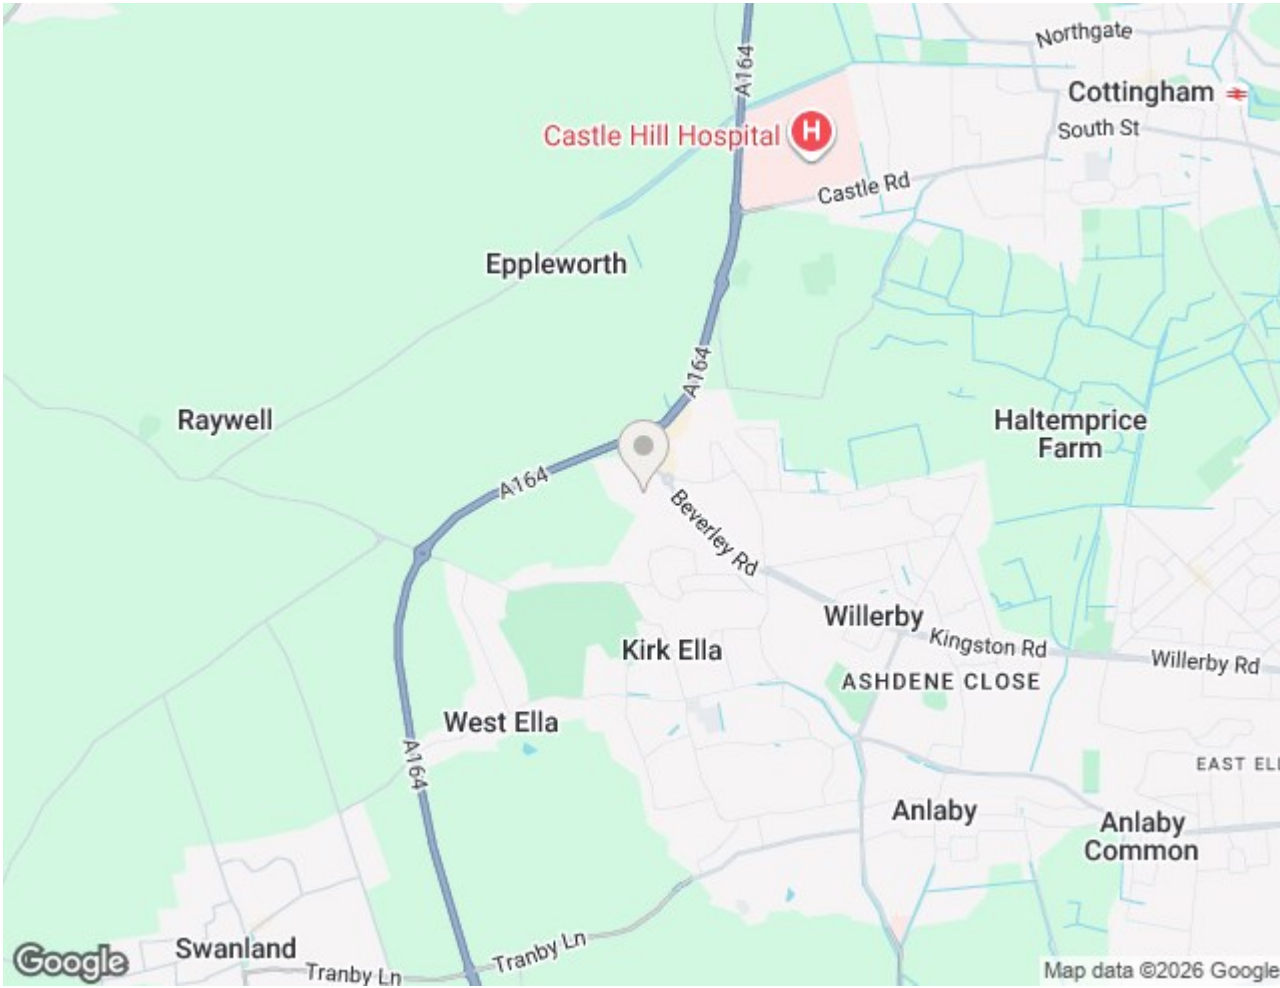 Northgate
A164
Cottingham
Castle Hill Hospital
H
South St
Castle Rd
Eppleworth
A164
Raywell
Haltemprice
Farm
A164
Beverley Rd
Willerby
Kingston Rd
Kirk Ella
Willerby Rd
ASHDENE CLOSE
West Ella
A164
EAST ELL
Anlaby
Anlaby
Common
Swanland
Tranby Ln
Tranby Ln
Google
Map data ©2026 Google